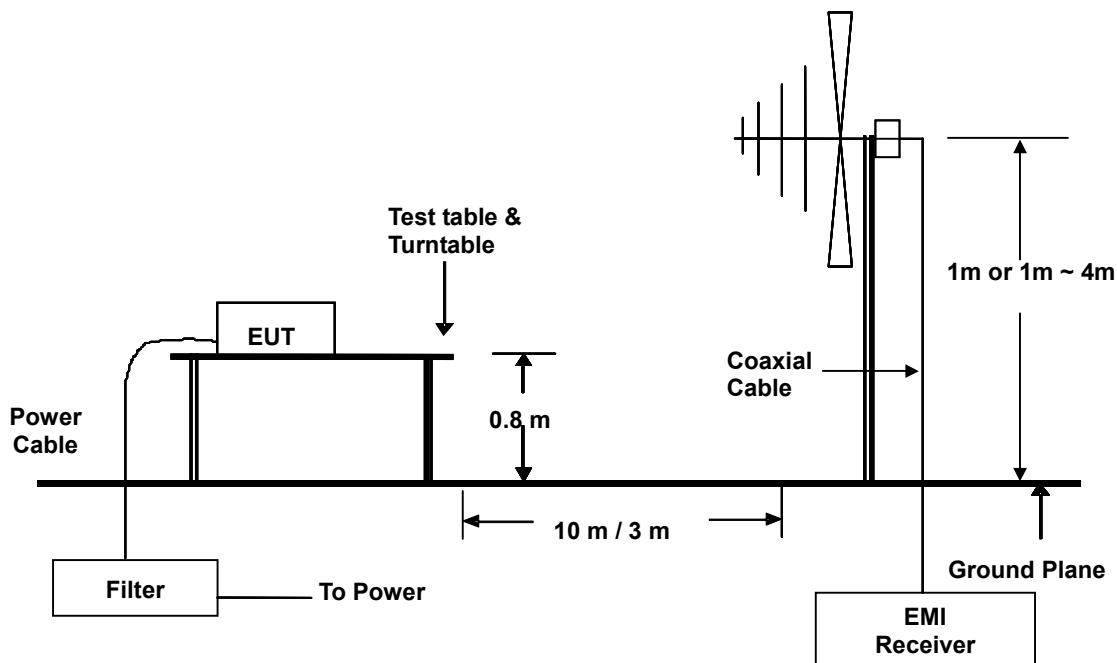 Test table &
Turntable
1m or 1m ~ 4m
EUT
Coaxial
Cable
0.8 m
Power
Cable
10 m / 3 m
Filter
To Power
Ground Plane
EMI
Receiver